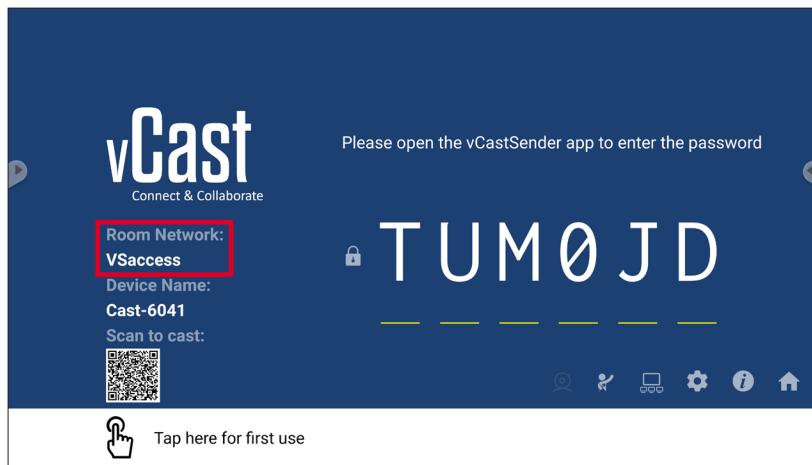 vCast
Connect & Collaborate
Please open the vCastSender app to enter the password
Room Network:
VSaccess
TUM0JD
Device Name:
Cast-6041
Scan to cast:
Tap here for first use